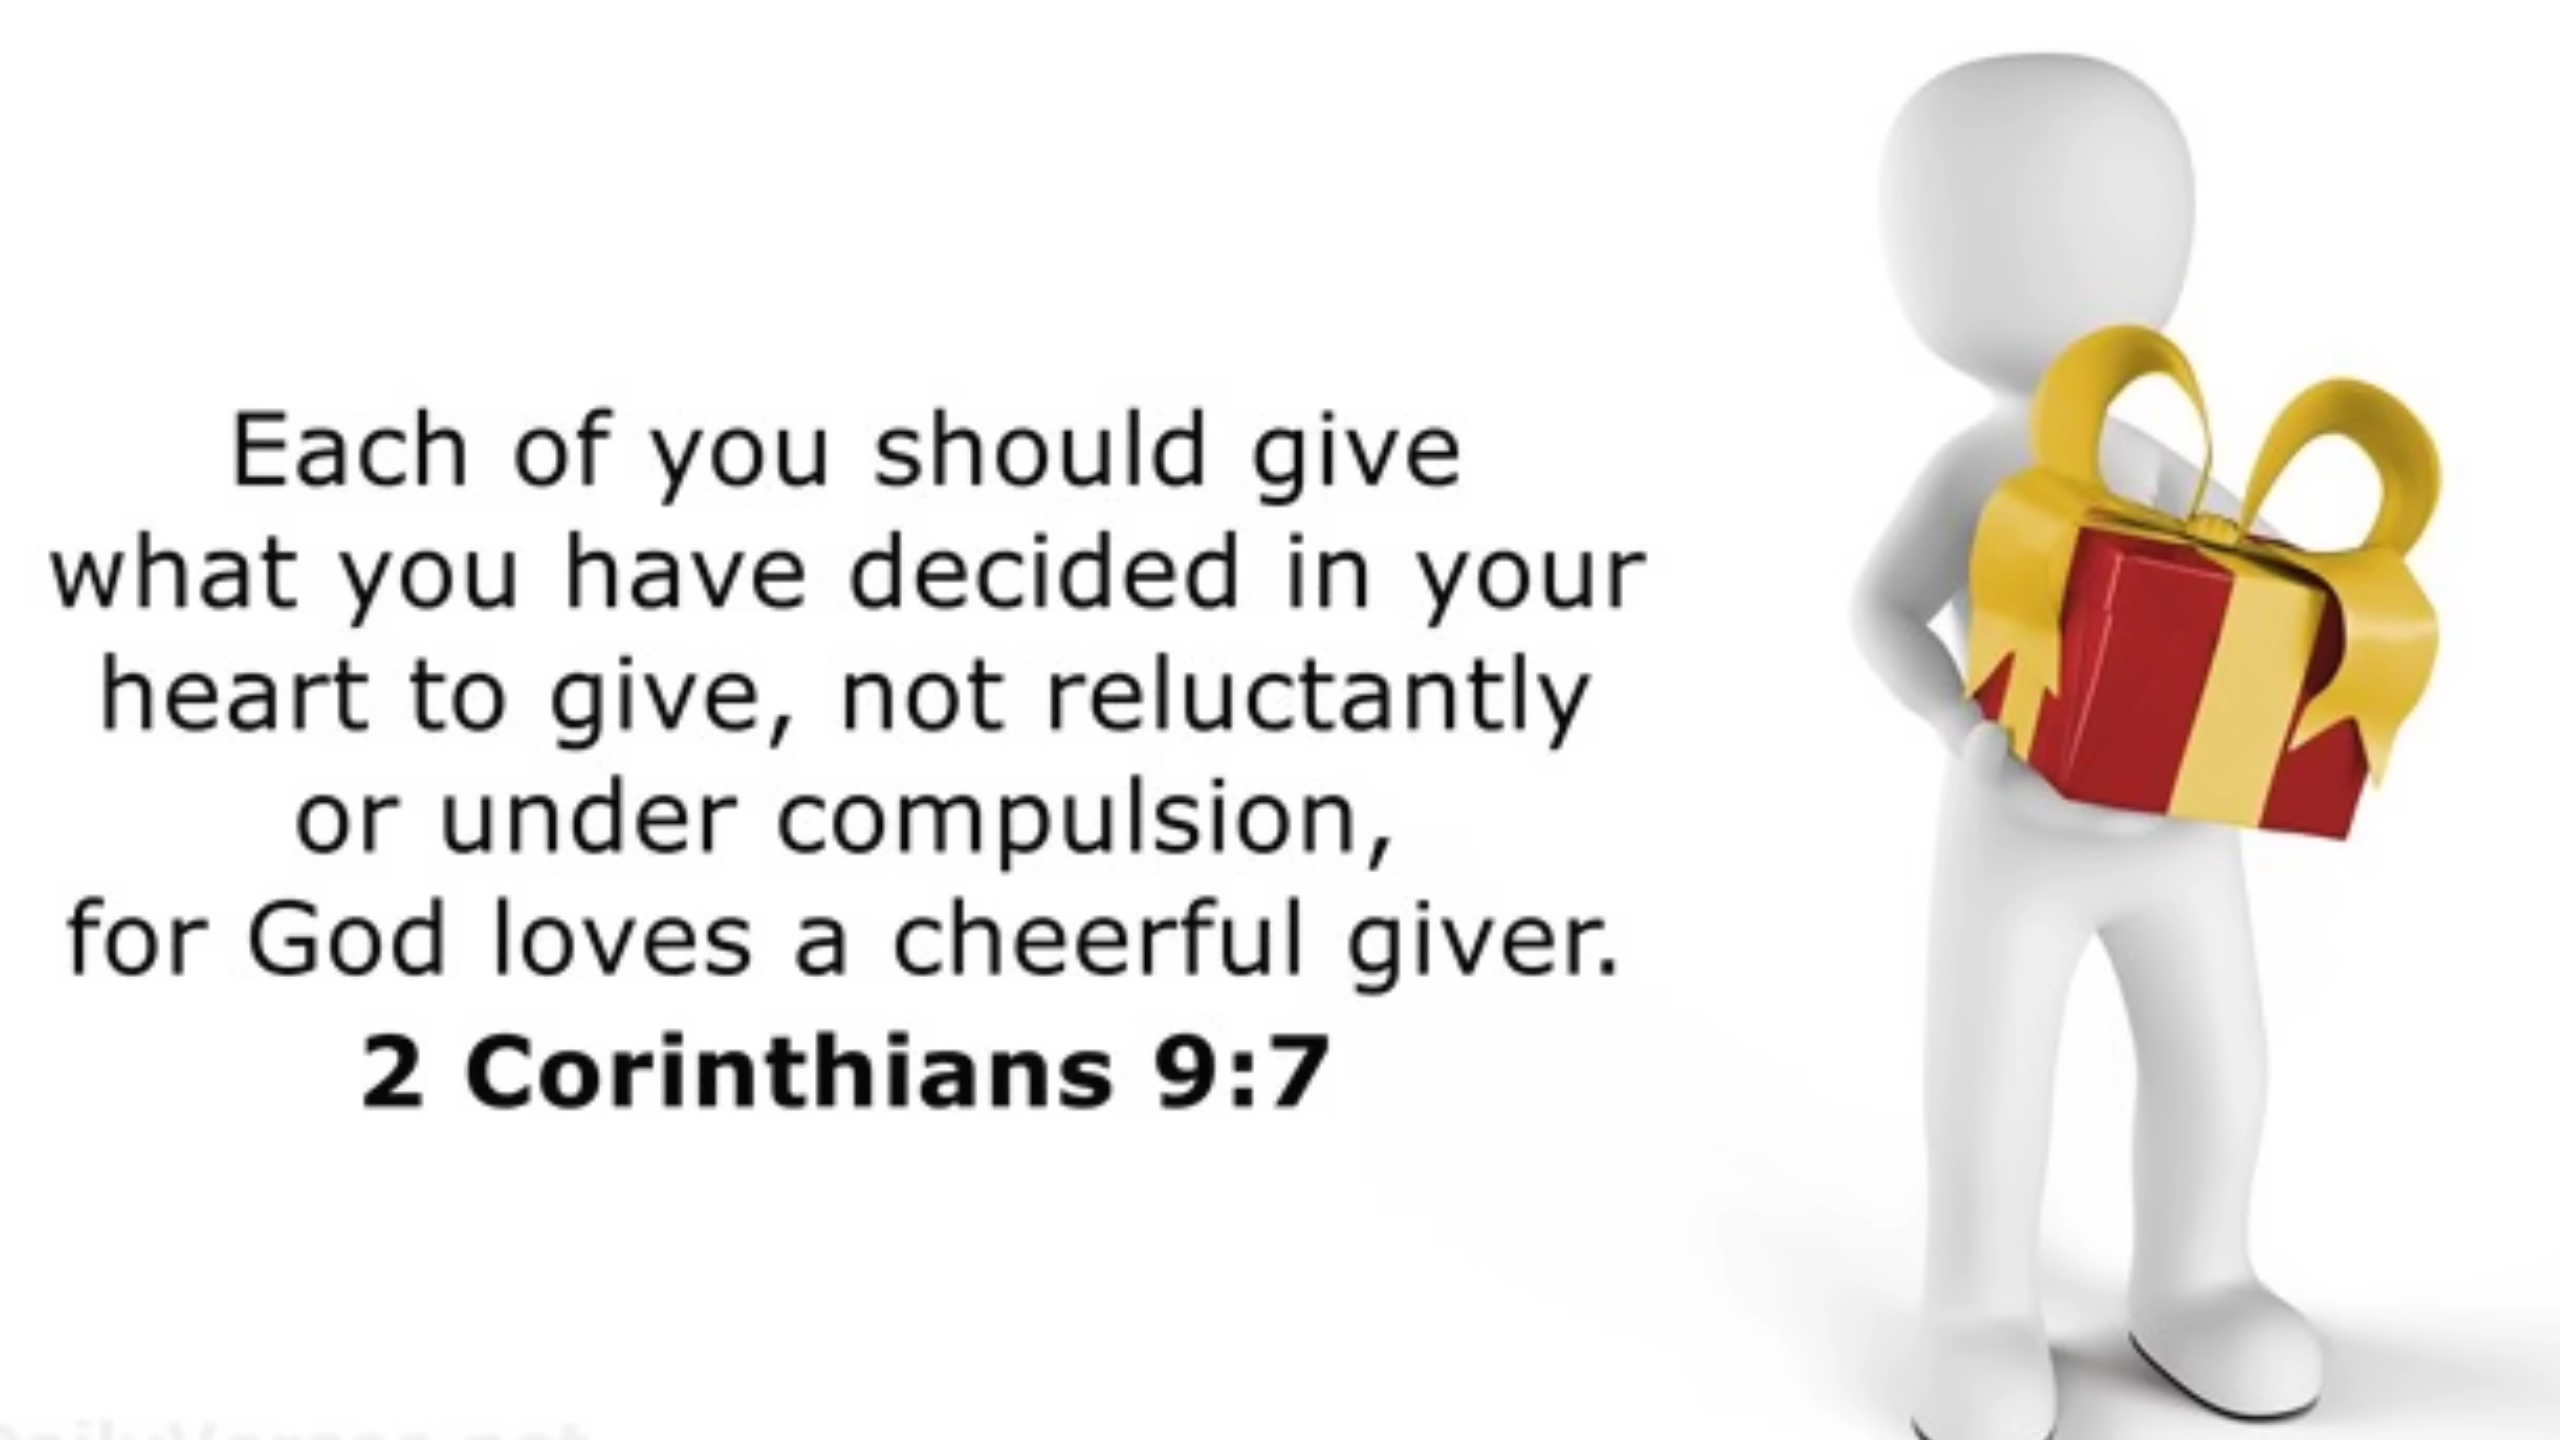 Each of you should give
what you have decided in your
heart to give, not reluctantly
or under compulsion,
for God loves a cheerful giver.
2 Corinthians 9:7